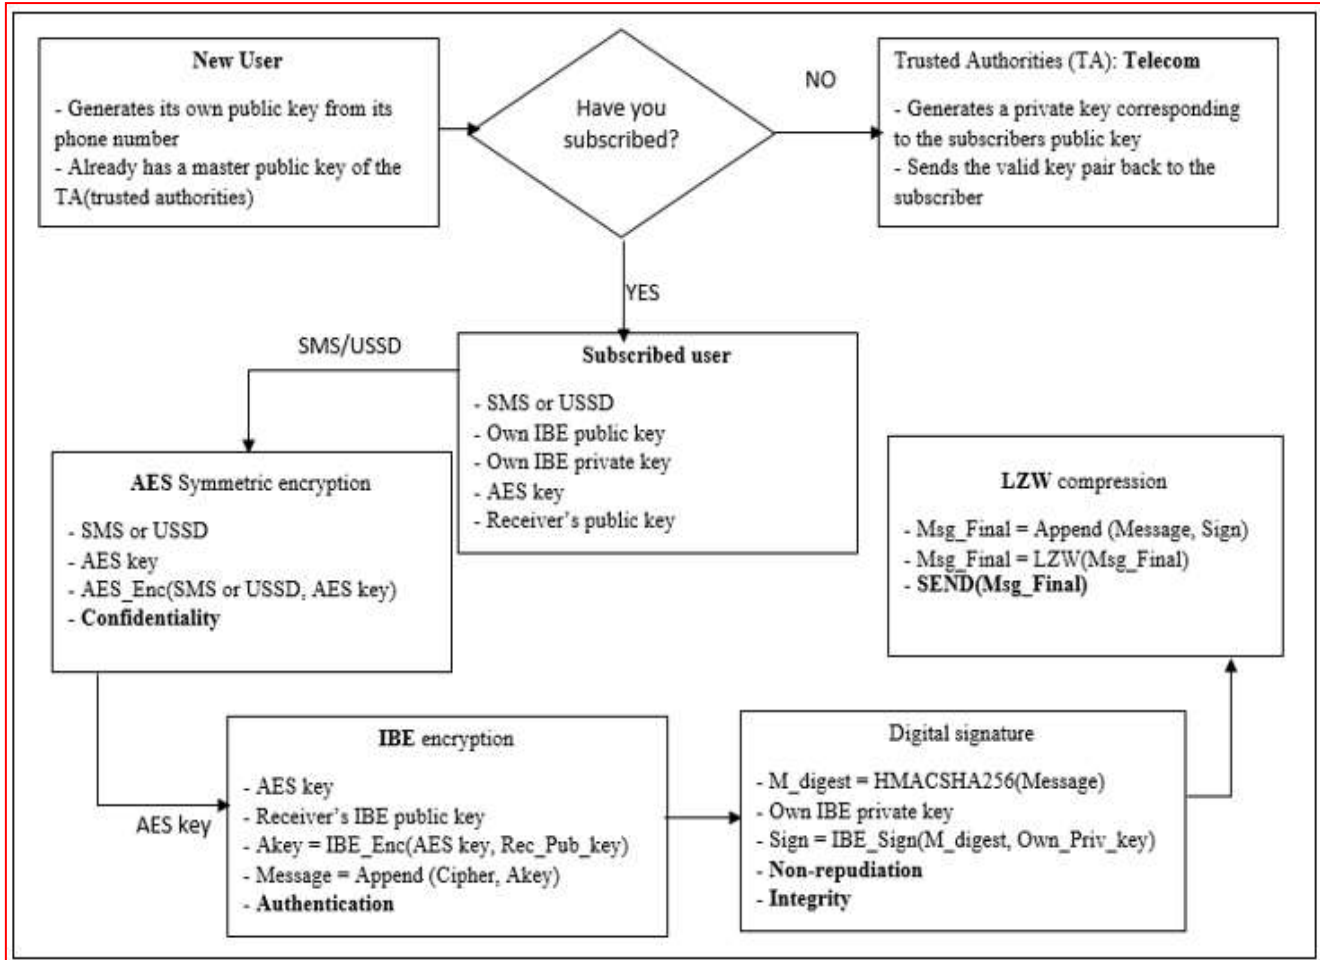 New User
- Generates its own public key from its
phone number
- Already has a master public key of the
TA(trusted authorities)
Have you
subscribed?
NO
Trusted Authorities (TA): Telecom
- Generates a private key corresponding
to the subscribers public key
- Sends the valid key pair back to the
subscriber
YES
SMS/USSD
Subscribed user
- SMS or USSD
- Own IBE public key
- Own IBE private key
- AES key
- Receiver's public key
AES Symmetric encryption
- SMS or USSD
- AES key
- AES_Enc(SMS or USSD, AES key)
- Confidentiality
AES key
IBE encryption
- AES key
- Receiver's IBE public key
- Akey = IBE_Enc(AES key, Rec_Pub_key)
- Message = Append (Cipher, Akey)
- Authentication
Digital signature
- M_digest = HMACSHA256(Message)
- Own IBE private key
- Sign = IBE_Sign(M_digest, Own_Priv_key)
- Non-repudiation
- Integrity
LZW compression
- Msg_Final = Append (Message, Sign)
- Msg_Final = LZW(Msg_Final)
- SEND(Msg_Final)